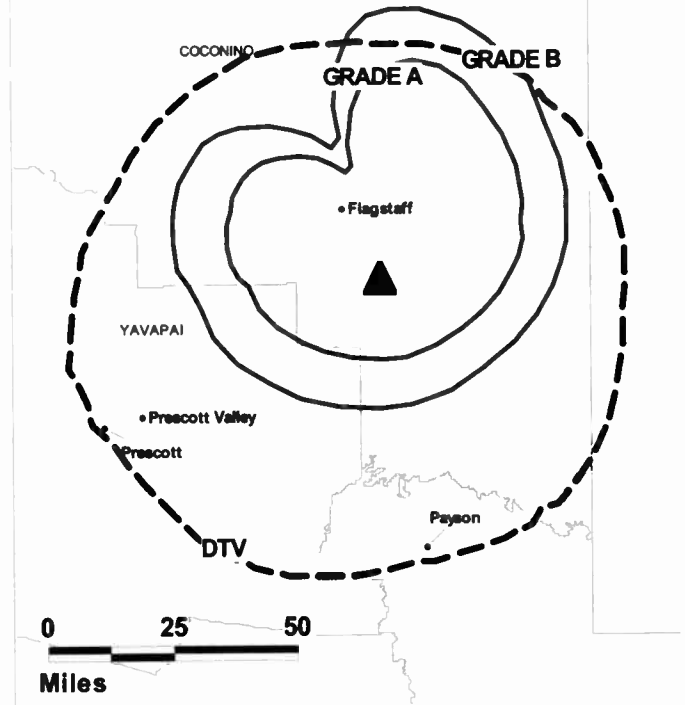 COCONINO
GRADE A
GRADE B
Flagstaff
YAVAPAI
Prescott Valley
Prescott
Payson
DTV
0 25 50
Miles